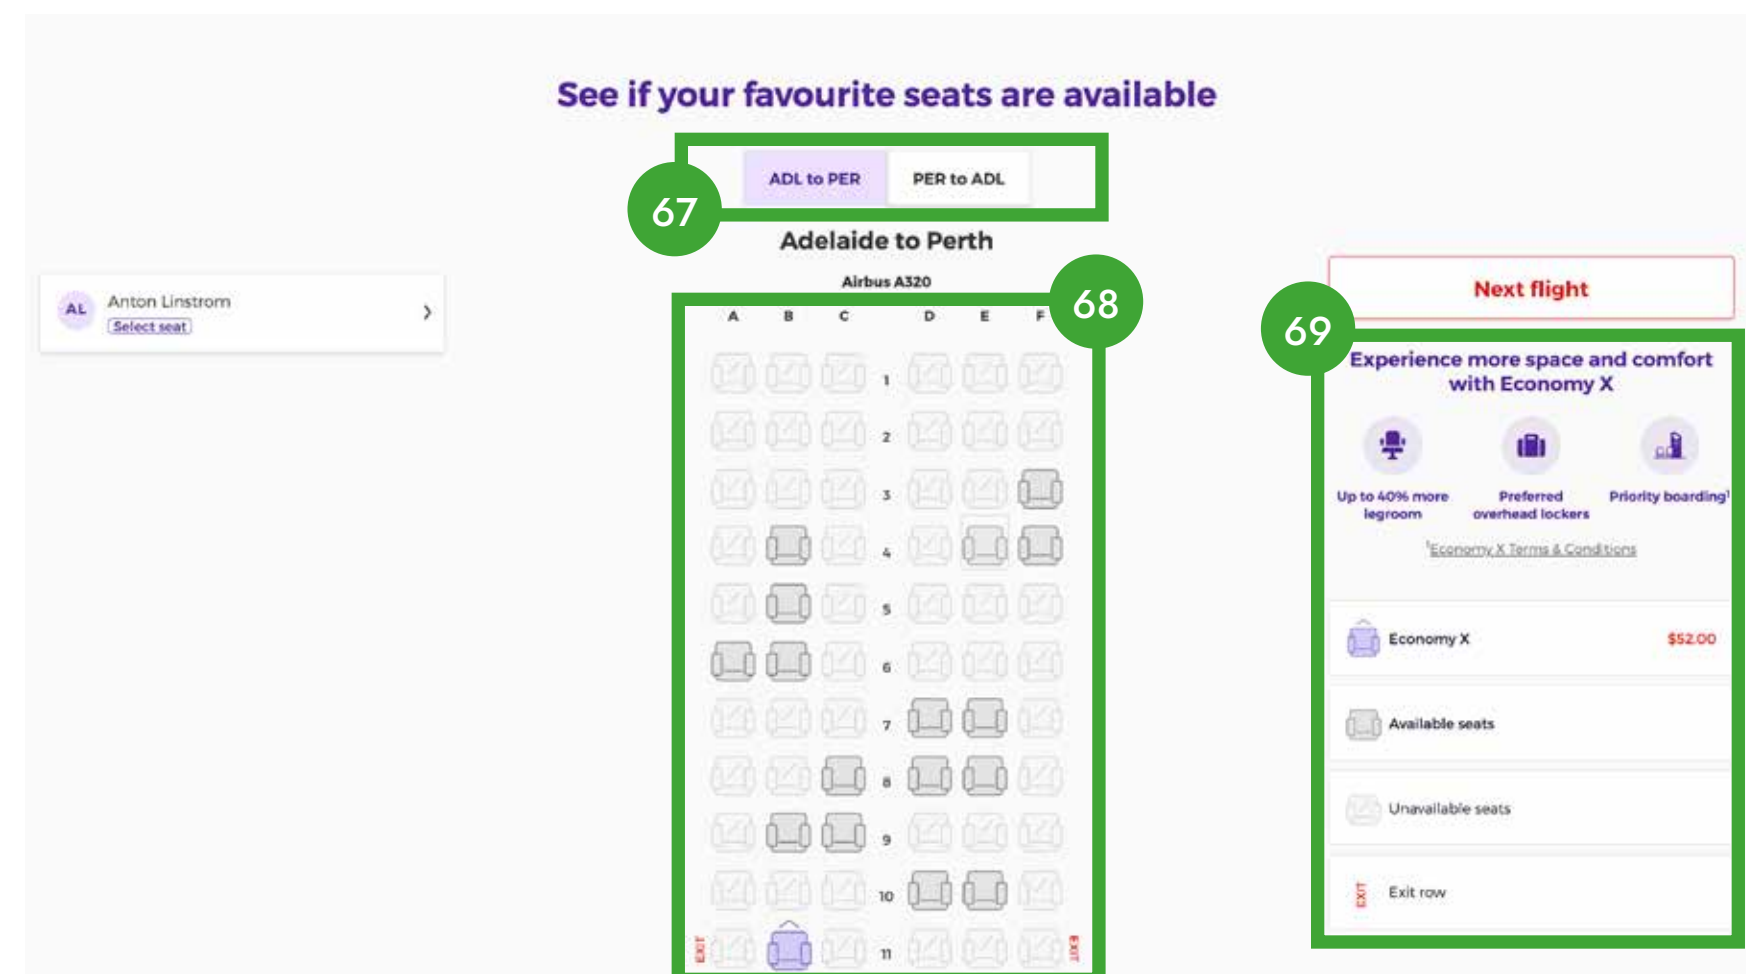 See if your favourite seats are available
67
ADL to PER
PER to ADL
Adelaide to Perth
Airbus A320
68
AL
Anton Linstrom
Select seat
A B C D E F
1
2
3
4
5
6
7
8
9
10
EXIT 11 EXIT
Next flight
69
Experience more space and comfort
with Economy X
Up to 40% more
legroom
Preferred
overhead lockers
Priority boarding¹
¹Economy X Terms & Conditions
Economy X $52.00
Available seats
Unavailable seats
EXIT Exit row